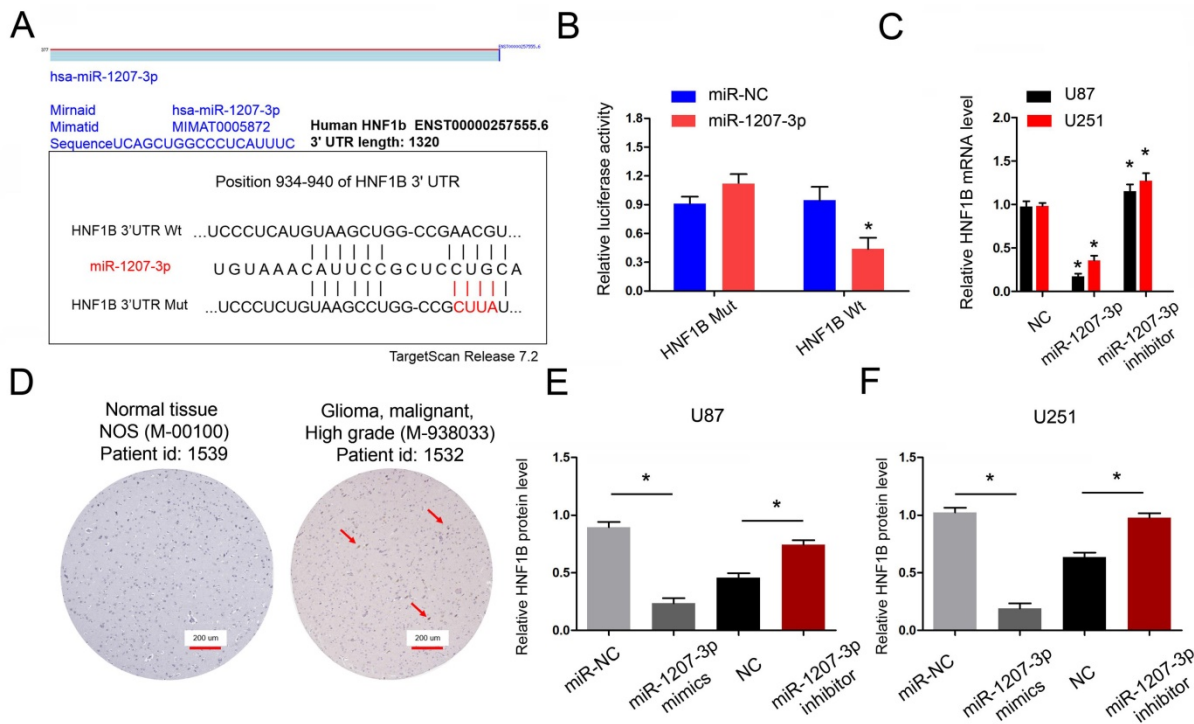 A
ENST00000257555.6
hsa-miR-1207-3p
Mirnaid hsa-miR-1207-3p
Mimatid MIMAT0005872
SequenceUCAGCUGGCCCUCAUUUC
Human HNF1b ENST00000257555.6
3' UTR length: 1320
Position 934-940 of HNF1B 3' UTR
HNF1B 3'UTR Wt ...UCCCUCAUGUAAGCUGG-CCGAACGU...
miR-1207-3p UGUAAACAUUCCGCUCCUGCA
HNF1B 3'UTR Mut ...UCCCUCUGUAAGCCUGG-CCGCUUAU...
TargetScan Release 7.2
B
miR-NC
miR-1207-3p
Relative luciferase activity
1.8
1.5
1.2
0.9
0.6
0.3
0.0
*
HNF1B Mut
HNF1B Wt
C
U87
U251
Relative HNF1B mRNA level
2.0
1.5
1.0
0.5
0.0
* *
* *
NC
miR-1207-3p
miR-1207-3p
inhibitor
D
Normal tissue
NOS (M-00100)
Patient id: 1539
200 um
Glioma, malignant,
High grade (M-938033)
Patient id: 1532
200 um
E
U87
Relative HNF1B protein level
1.5
1.0
0.5
0.0
*
*
miR-NC
miR-1207-3p
mimics
NC
miR-1207-3p
inhibitor
F
U251
Relative HNF1B protein level
1.5
1.0
0.5
0.0
*
*
miR-NC
miR-1207-3p
mimics
NC
miR-1207-3p
inhibitor